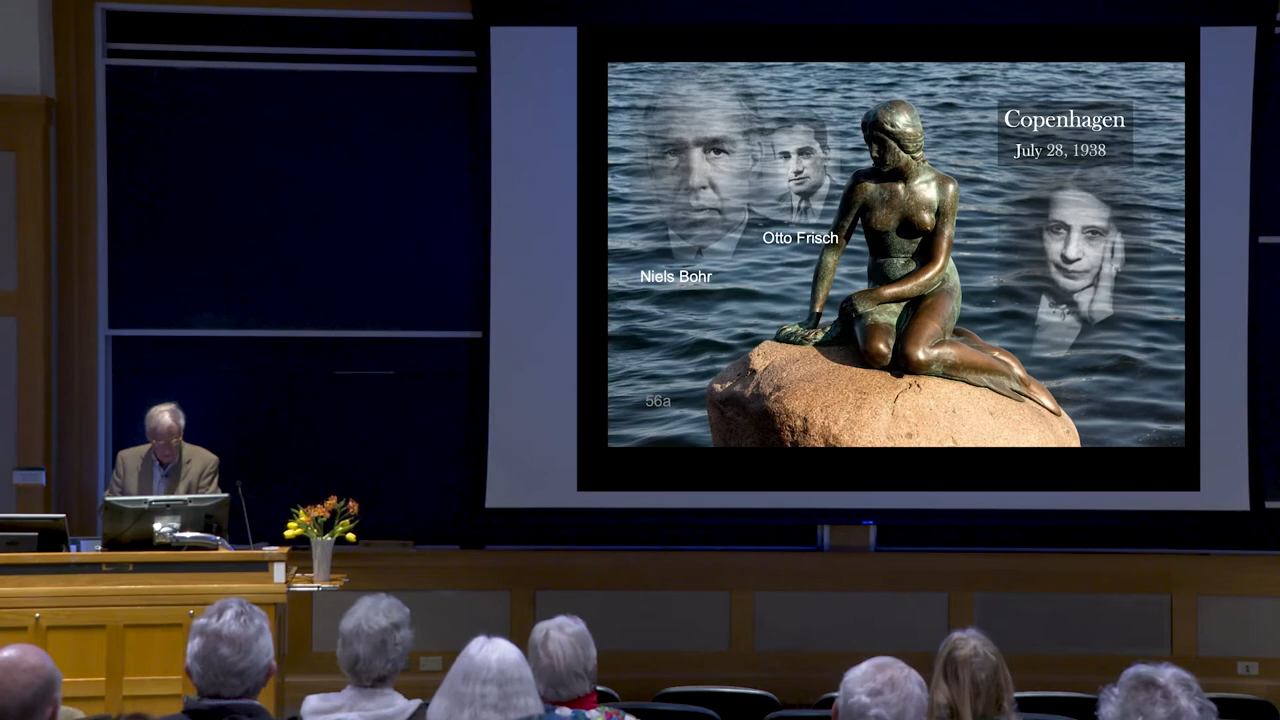 Copenhagen
July 28, 1938
Otto Frisch
Niels Bohr
56a